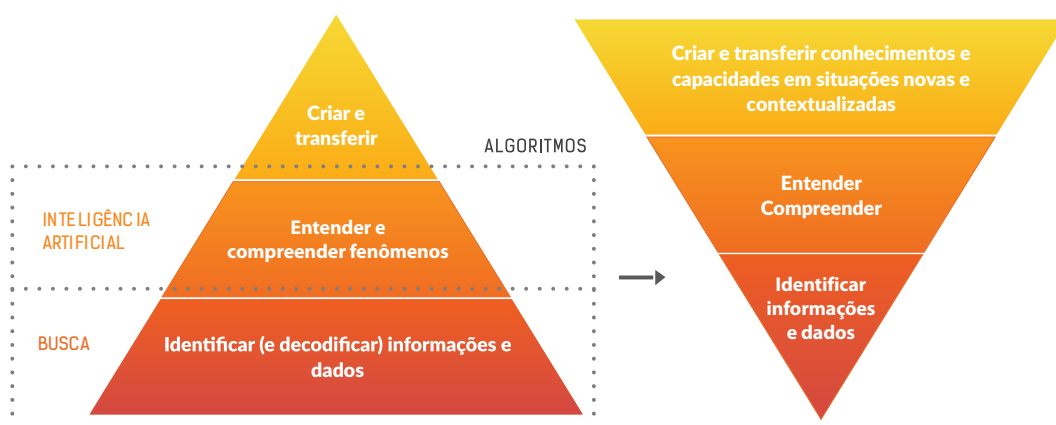 Criar e
transferir
ALGORITMOS
INTELIGÊNCIA
ARTIFICIAL
Entender e
compreender fenômenos
BUSCA
Identificar (e decodificar) informações e
dados
Criar e transferir conhecimentos e
capacidades em situações novas e
contextualizadas
Entender
Compreender
Identificar
informações
e dados